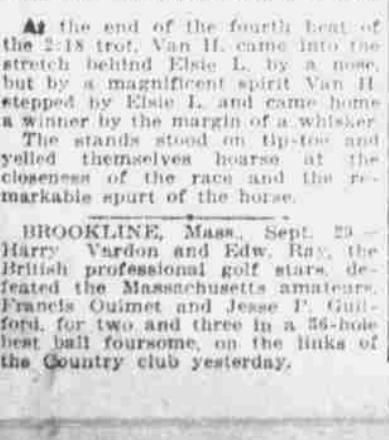 At the end of the fourth heat of
the 2:18 trot, Van H. came into the
stretch behind Elsie L. by a nose,
but by a magnificent spirit Van H
stepped by Elsie L. and came home
a winner by the margin of a whisker
The stands stood on tip-toe and
yelled themselves hoarse at the
closeness of the race and the re-
markable spurt of the horse.
BROOKLINE, Mass., Sept. 23 —
Harry Vardon and Edw. Ray, the
British professional golf stars, de-
feated the Massachusetts amateurs,
Francis Ouimet and Jesse P. Guil-
ford, for two and three in a 36-hole
best ball foursome, on the links of
the Country club yesterday.